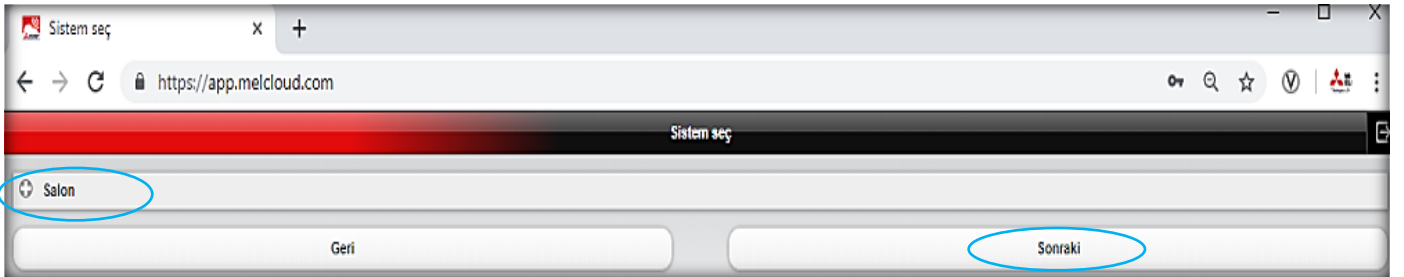 Sistem seç
https://app.melcloud.com
Sistem seç
Salon
Geri
Sonraki